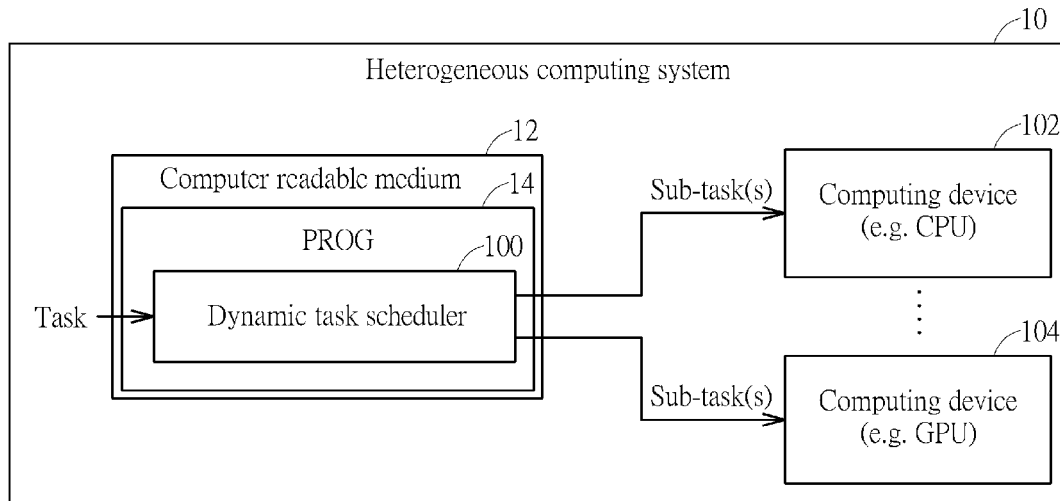 10
Heterogeneous computing system
12
Computer readable medium
14
PROG
100
Task
Dynamic task scheduler
Sub-task(s)
102
Computing device
(e.g. CPU)
Sub-task(s)
104
Computing device
(e.g. GPU)